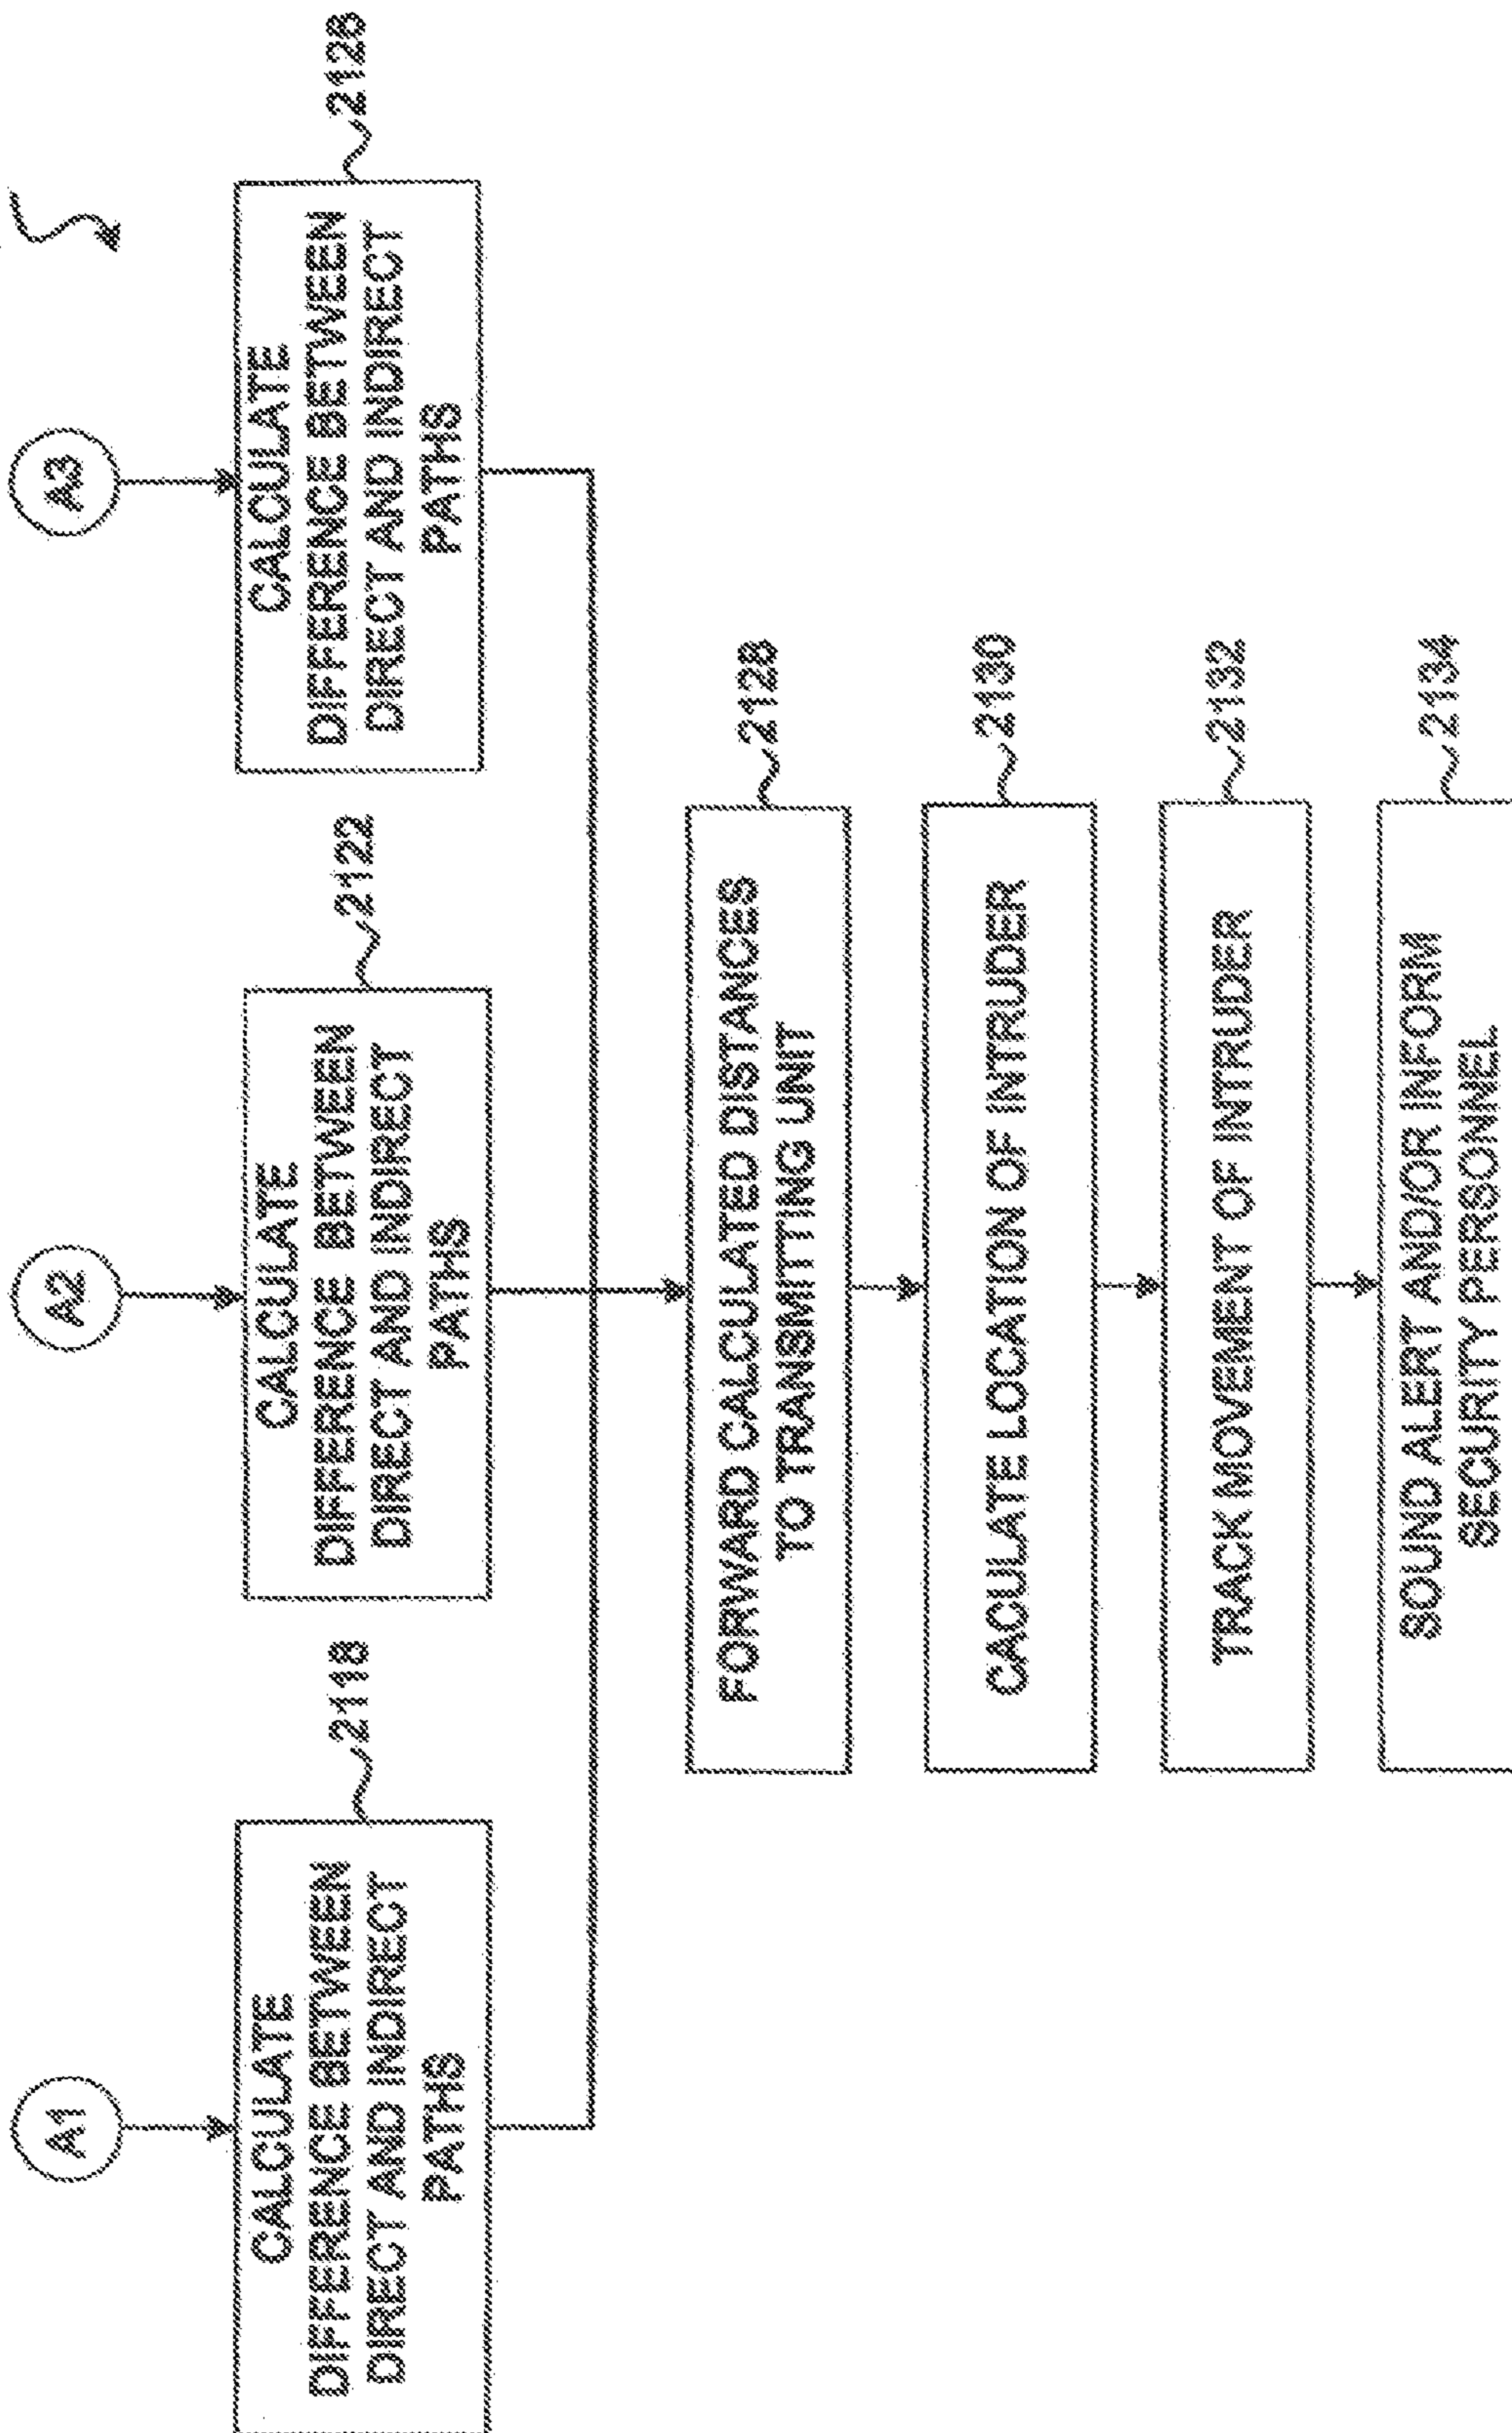 A1
A2
A3
CALCULATE
DIFFERENCE BETWEEN
DIRECT AND INDIRECT
PATHS
2118
CALCULATE
DIFFERENCE BETWEEN
DIRECT AND INDIRECT
PATHS
2122
CALCULATE
DIFFERENCE BETWEEN
DIRECT AND INDIRECT
PATHS
2126
FORWARD CALCULATED DISTANCES
TO TRANSMITTING UNIT
2128
CACULATE LOCATION OF INTRUDER
2130
TRACK MOVEMENT OF INTRUDER
2132
SOUND ALERT AND/OR INFORM
SECURITY PERSONNEL
2134